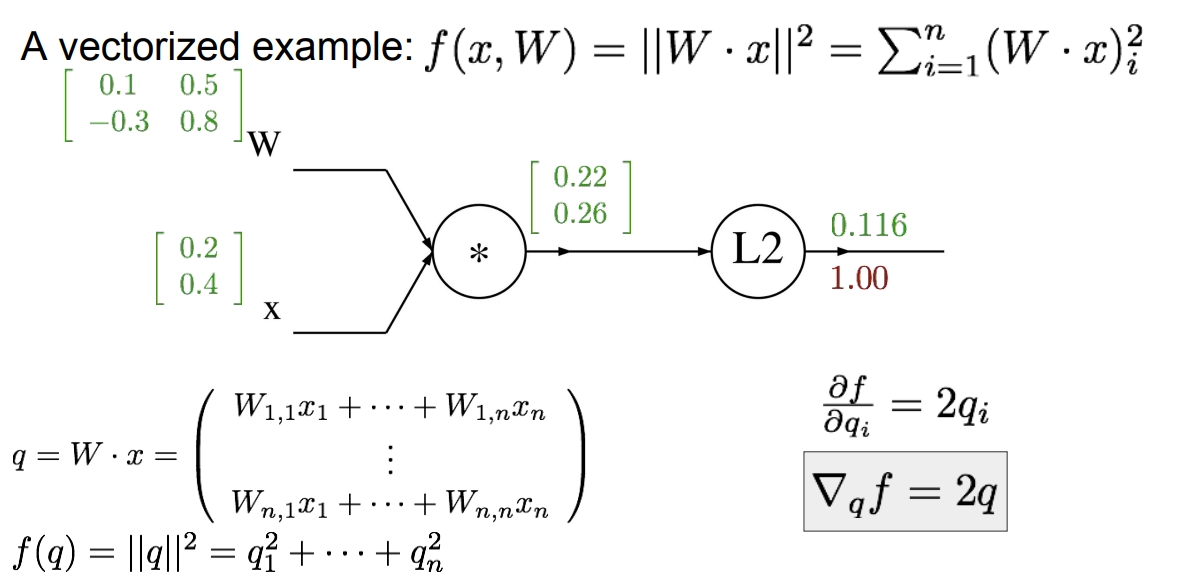 A vectorized example: f(x, W) = ||W · x||² = ∑ⁿᵢ₌₁(W · x)ᵢ²
[ 0.1 0.5
−0.3 0.8 ]
W
[ 0.22
0.26 ]
[ 0.2
0.4 ]
x
*
L2
0.116
1.00
q = W · x = ( W₁,₁x₁ + ··· + W₁,ₙxₙ
⋮
Wₙ,₁x₁ + ··· + Wₙ,ₙxₙ )
f(q) = ||q||² = q₁² + ··· + qₙ²
∂f/∂qᵢ = 2qᵢ
∇_q f = 2q